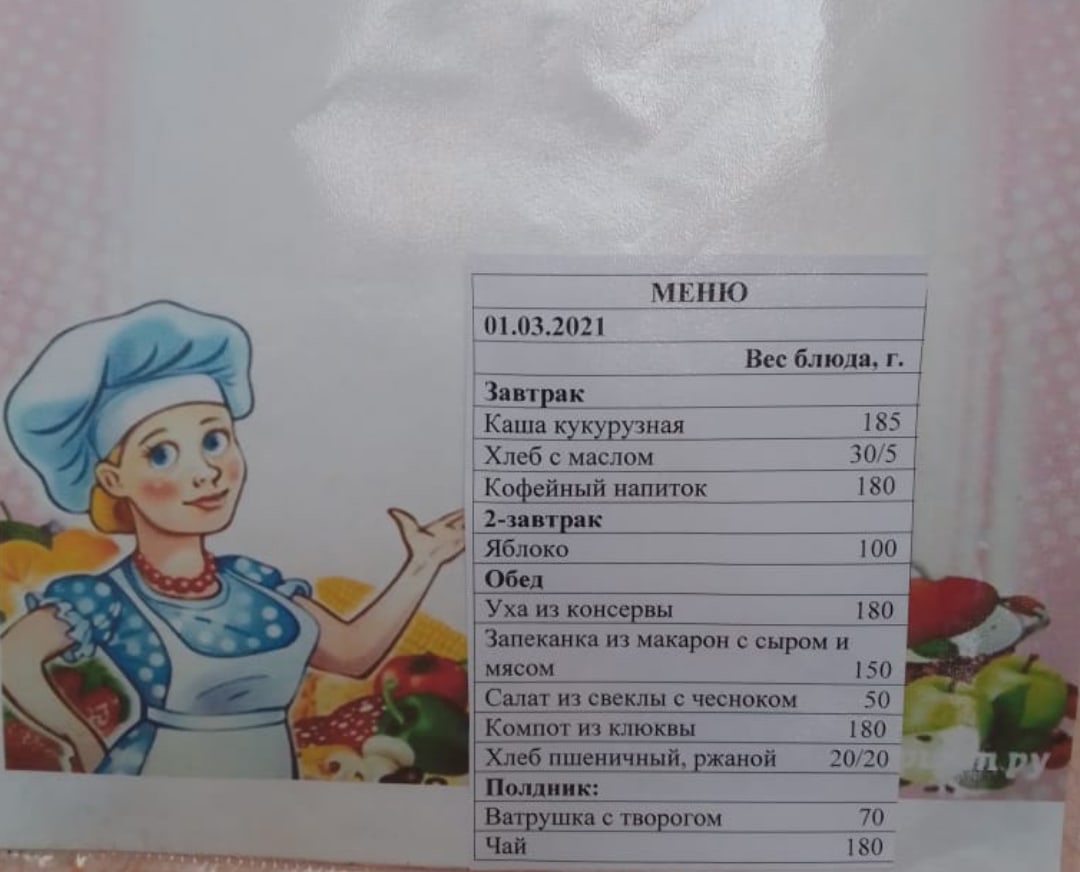 МЕНЮ
01.03.2021
Вес блюда, г.
Завтрак
Каша кукурузная 185
Хлеб с маслом 30/5
Кофейный напиток 180
2-завтрак
Яблоко 100
Обед
Уха из консервы 180
Запеканка из макарон с сыром и
мясом 150
Салат из свеклы с чесноком 50
Компот из клюквы 180
Хлеб пшеничный, ржаной 20/20
Полдник:
Ватрушка с творогом 70
Чай 180